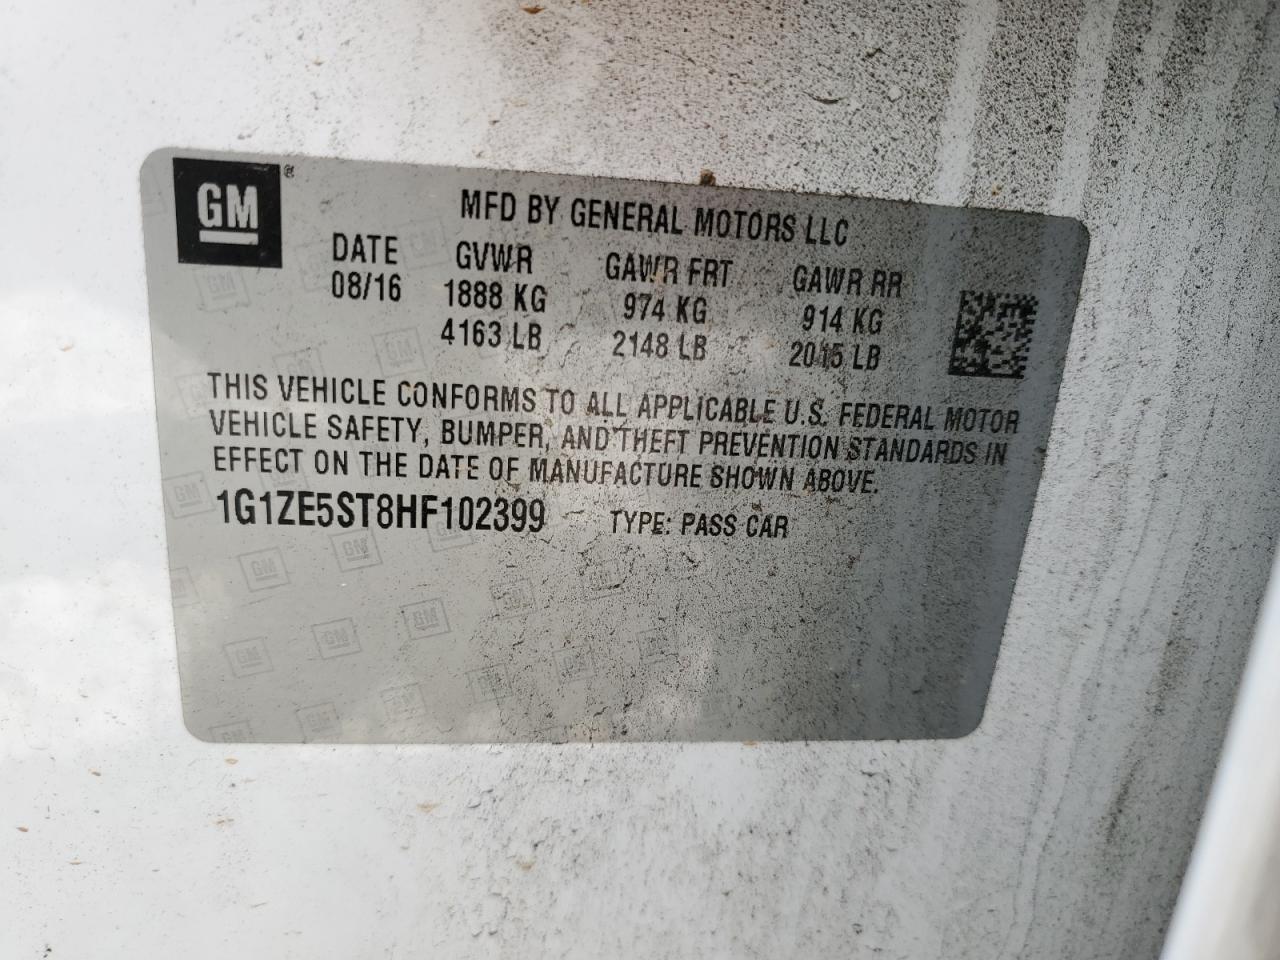 GM®
MFD BY GENERAL MOTORS LLC
DATE GVWR GAWR FRT GAWR RR
08/16 1888 KG 974 KG 914 KG
4163 LB 2148 LB 2015 LB
THIS VEHICLE CONFORMS TO ALL APPLICABLE U.S. FEDERAL MOTOR
VEHICLE SAFETY, BUMPER, AND THEFT PREVENTION STANDARDS IN
EFFECT ON THE DATE OF MANUFACTURE SHOWN ABOVE.
1G1ZE5ST8HF102399 TYPE: PASS CAR